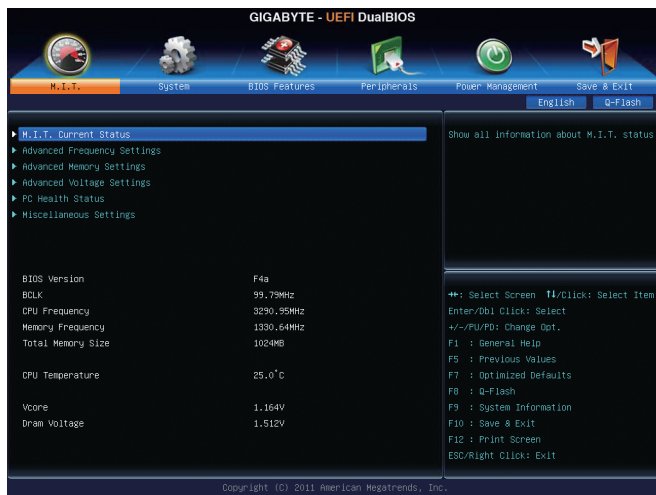 GIGABYTE - UEFI DualBIOS
M.I.T. System BIOS Features Peripherals Power Management Save & Exit
English Q-Flash
M.I.T. Current Status
Advanced Frequency Settings
Advanced Memory Settings
Advanced Voltage Settings
PC Health Status
Miscellaneous Settings
BIOS Version F4a
BCLK 99.79MHz
CPU Frequency 3290.95MHz
Memory Frequency 1330.64MHz
Total Memory Size 1024MB
CPU Temperature 25.0°C
Vcore 1.164V
Dram Voltage 1.512V
Show all information about M.I.T. status
→←: Select Screen ↑↓/Click: Select Item
Enter/Dbl Click: Select
+/-/PU/PD: Change Opt.
F1 : General Help
F5 : Previous Values
F7 : Optimized Defaults
F8 : Q-Flash
F9 : System Information
F10 : Save & Exit
F12 : Print Screen
ESC/Right Click: Exit
Copyright (C) 2011 American Megatrends, Inc.